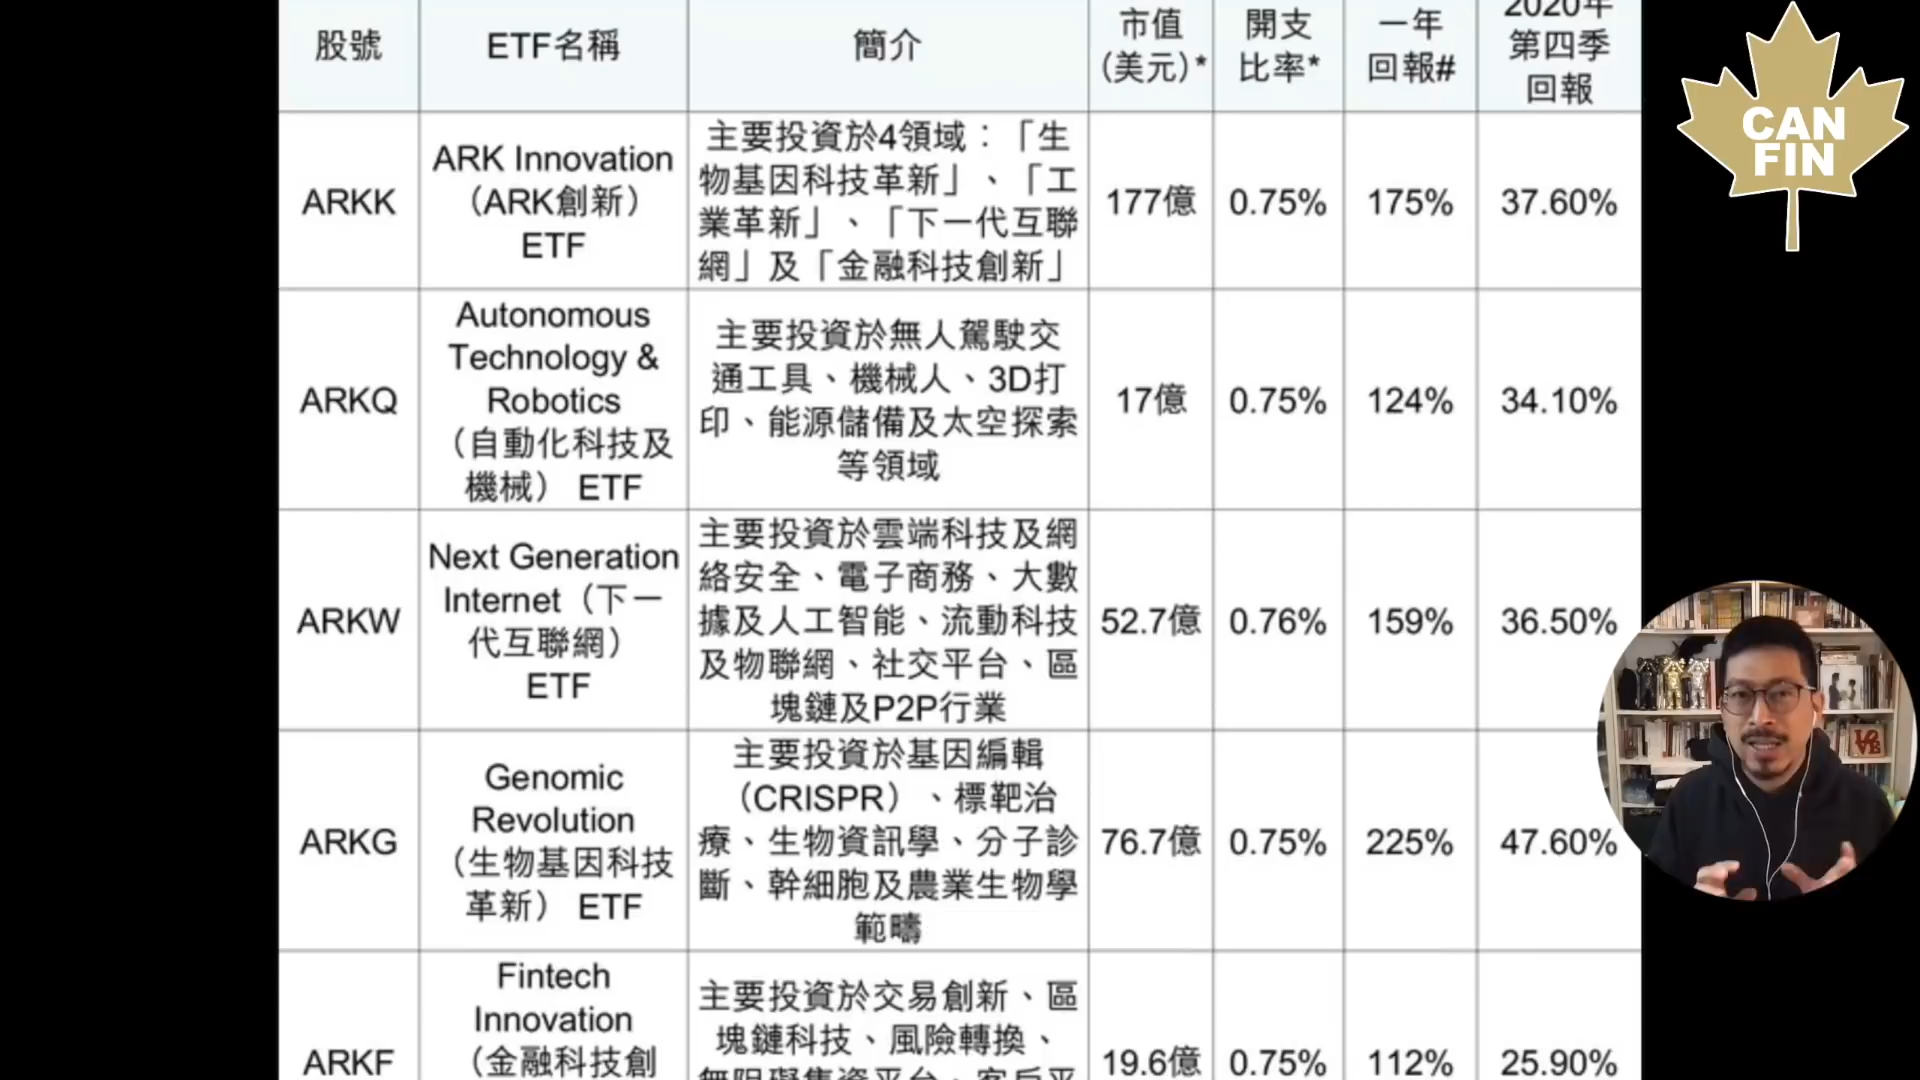 股號
ETF名稱
簡介
市值
(美元)*
開支
比率*
一年
回報#
2020年
第四季
回報
ARKK
ARK Innovation
（ARK創新）
ETF
主要投資於4領域：「生
物基因科技革新」、「工
業革新」、「下一代互聯
網」及「金融科技創新」
177億
0.75%
175%
37.60%
ARKQ
Autonomous
Technology &
Robotics
（自動化科技及
機械） ETF
主要投資於無人駕駛交
通工具、機械人、3D打
印、能源儲備及太空探索
等領域
17億
0.75%
124%
34.10%
ARKW
Next Generation
Internet（下一
代互聯網）
ETF
主要投資於雲端科技及網
絡安全、電子商務、大數
據及人工智能、流動科技
及物聯網、社交平台、區
塊鏈及P2P行業
52.7億
0.76%
159%
36.50%
ARKG
Genomic
Revolution
（生物基因科技
革新） ETF
主要投資於基因編輯
（CRISPR）、標靶治
療、生物資訊學、分子診
斷、幹細胞及農業生物學
範疇
76.7億
0.75%
225%
47.60%
ARKF
Fintech
Innovation
（金融科技創
主要投資於交易創新、區
塊鏈科技、風險轉換、
無阻礙集資平台、客戶平
19.6億
0.75%
112%
25.90%
CAN
FIN
LOVE